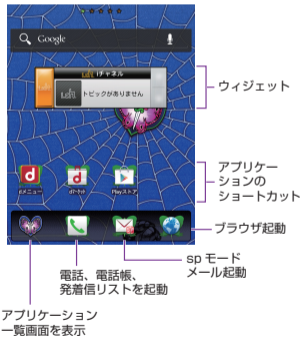 Google
iチャネル
トピックがありません
ウィジェット
dメニュー
dマーケット
Playストア
アプリケー
ションの
ショートカット
ブラウザ起動
sp モード
メール起動
電話、電話帳、
発着信リストを起動
アプリケーション
一覧画面を表示